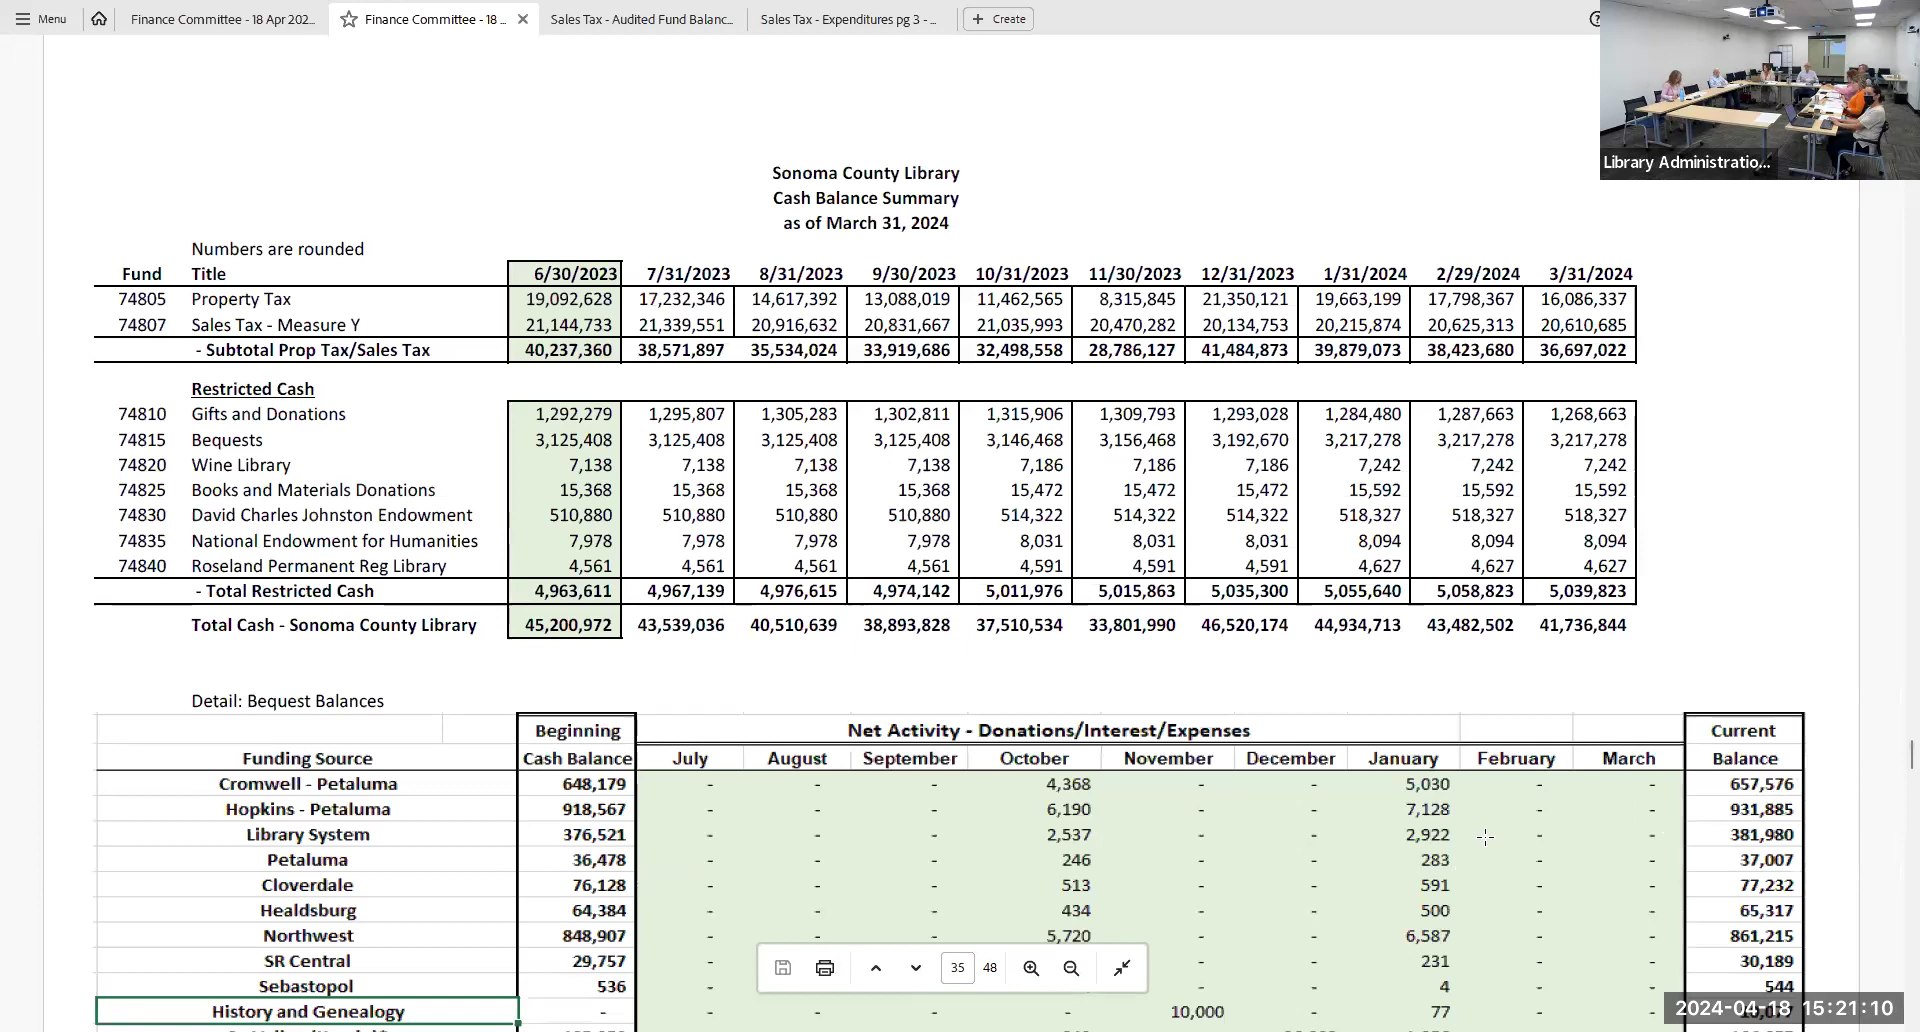 Menu
Finance Committee - 18 Apr 202...
Finance Committee - 18 ...
Sales Tax - Audited Fund Balanc...
Sales Tax - Expenditures pg 3 - ...
+ Create
Library Administratio...
Sonoma County Library
Cash Balance Summary
as of March 31, 2024
Numbers are rounded
Fund Title 6/30/2023 7/31/2023 8/31/2023 9/30/2023 10/31/2023 11/30/2023 12/31/2023 1/31/2024 2/29/2024 3/31/2024
74805 Property Tax 19,092,628 17,232,346 14,617,392 13,088,019 11,462,565 8,315,845 21,350,121 19,663,199 17,798,367 16,086,337
74807 Sales Tax - Measure Y 21,144,733 21,339,551 20,916,632 20,831,667 21,035,993 20,470,282 20,134,753 20,215,874 20,625,313 20,610,685
- Subtotal Prop Tax/Sales Tax 40,237,360 38,571,897 35,534,024 33,919,686 32,498,558 28,786,127 41,484,873 39,879,073 38,423,680 36,697,022
Restricted Cash
74810 Gifts and Donations 1,292,279 1,295,807 1,305,283 1,302,811 1,315,906 1,309,793 1,293,028 1,284,480 1,287,663 1,268,663
74815 Bequests 3,125,408 3,125,408 3,125,408 3,125,408 3,146,468 3,156,468 3,192,670 3,217,278 3,217,278 3,217,278
74820 Wine Library 7,138 7,138 7,138 7,138 7,186 7,186 7,186 7,242 7,242 7,242
74825 Books and Materials Donations 15,368 15,368 15,368 15,368 15,472 15,472 15,472 15,592 15,592 15,592
74830 David Charles Johnston Endowment 510,880 510,880 510,880 510,880 514,322 514,322 514,322 518,327 518,327 518,327
74835 National Endowment for Humanities 7,978 7,978 7,978 7,978 8,031 8,031 8,031 8,094 8,094 8,094
74840 Roseland Permanent Reg Library 4,561 4,561 4,561 4,561 4,591 4,591 4,591 4,627 4,627 4,627
- Total Restricted Cash 4,963,611 4,967,139 4,976,615 4,974,142 5,011,976 5,015,863 5,035,300 5,055,640 5,058,823 5,039,823
Total Cash - Sonoma County Library 45,200,972 43,539,036 40,510,639 38,893,828 37,510,534 33,801,990 46,520,174 44,934,713 43,482,502 41,736,844
Detail: Bequest Balances
Beginning Net Activity - Donations/Interest/Expenses Current
Funding Source Cash Balance July August September October November December January February March Balance
Cromwell - Petaluma 648,179 - - - 4,368 - - 5,030 - - 657,576
Hopkins - Petaluma 918,567 - - - 6,190 - - 7,128 - - 931,885
Library System 376,521 - - - 2,537 - - 2,922 - - 381,980
Petaluma 36,478 - - - 246 - - 283 - - 37,007
Cloverdale 76,128 - - - 513 - - 591 - - 77,232
Healdsburg 64,384 - - - 434 - - 500 - - 65,317
Northwest 848,907 - - - 5,720 - - 6,587 - - 861,215
SR Central 29,757 - - - 231 - - 30,189
Sebastopol 536 - - - 4 - - 544
History and Genealogy - - - - - 10,000 - 77 - -
35 48
2024-04-18 15:21:10